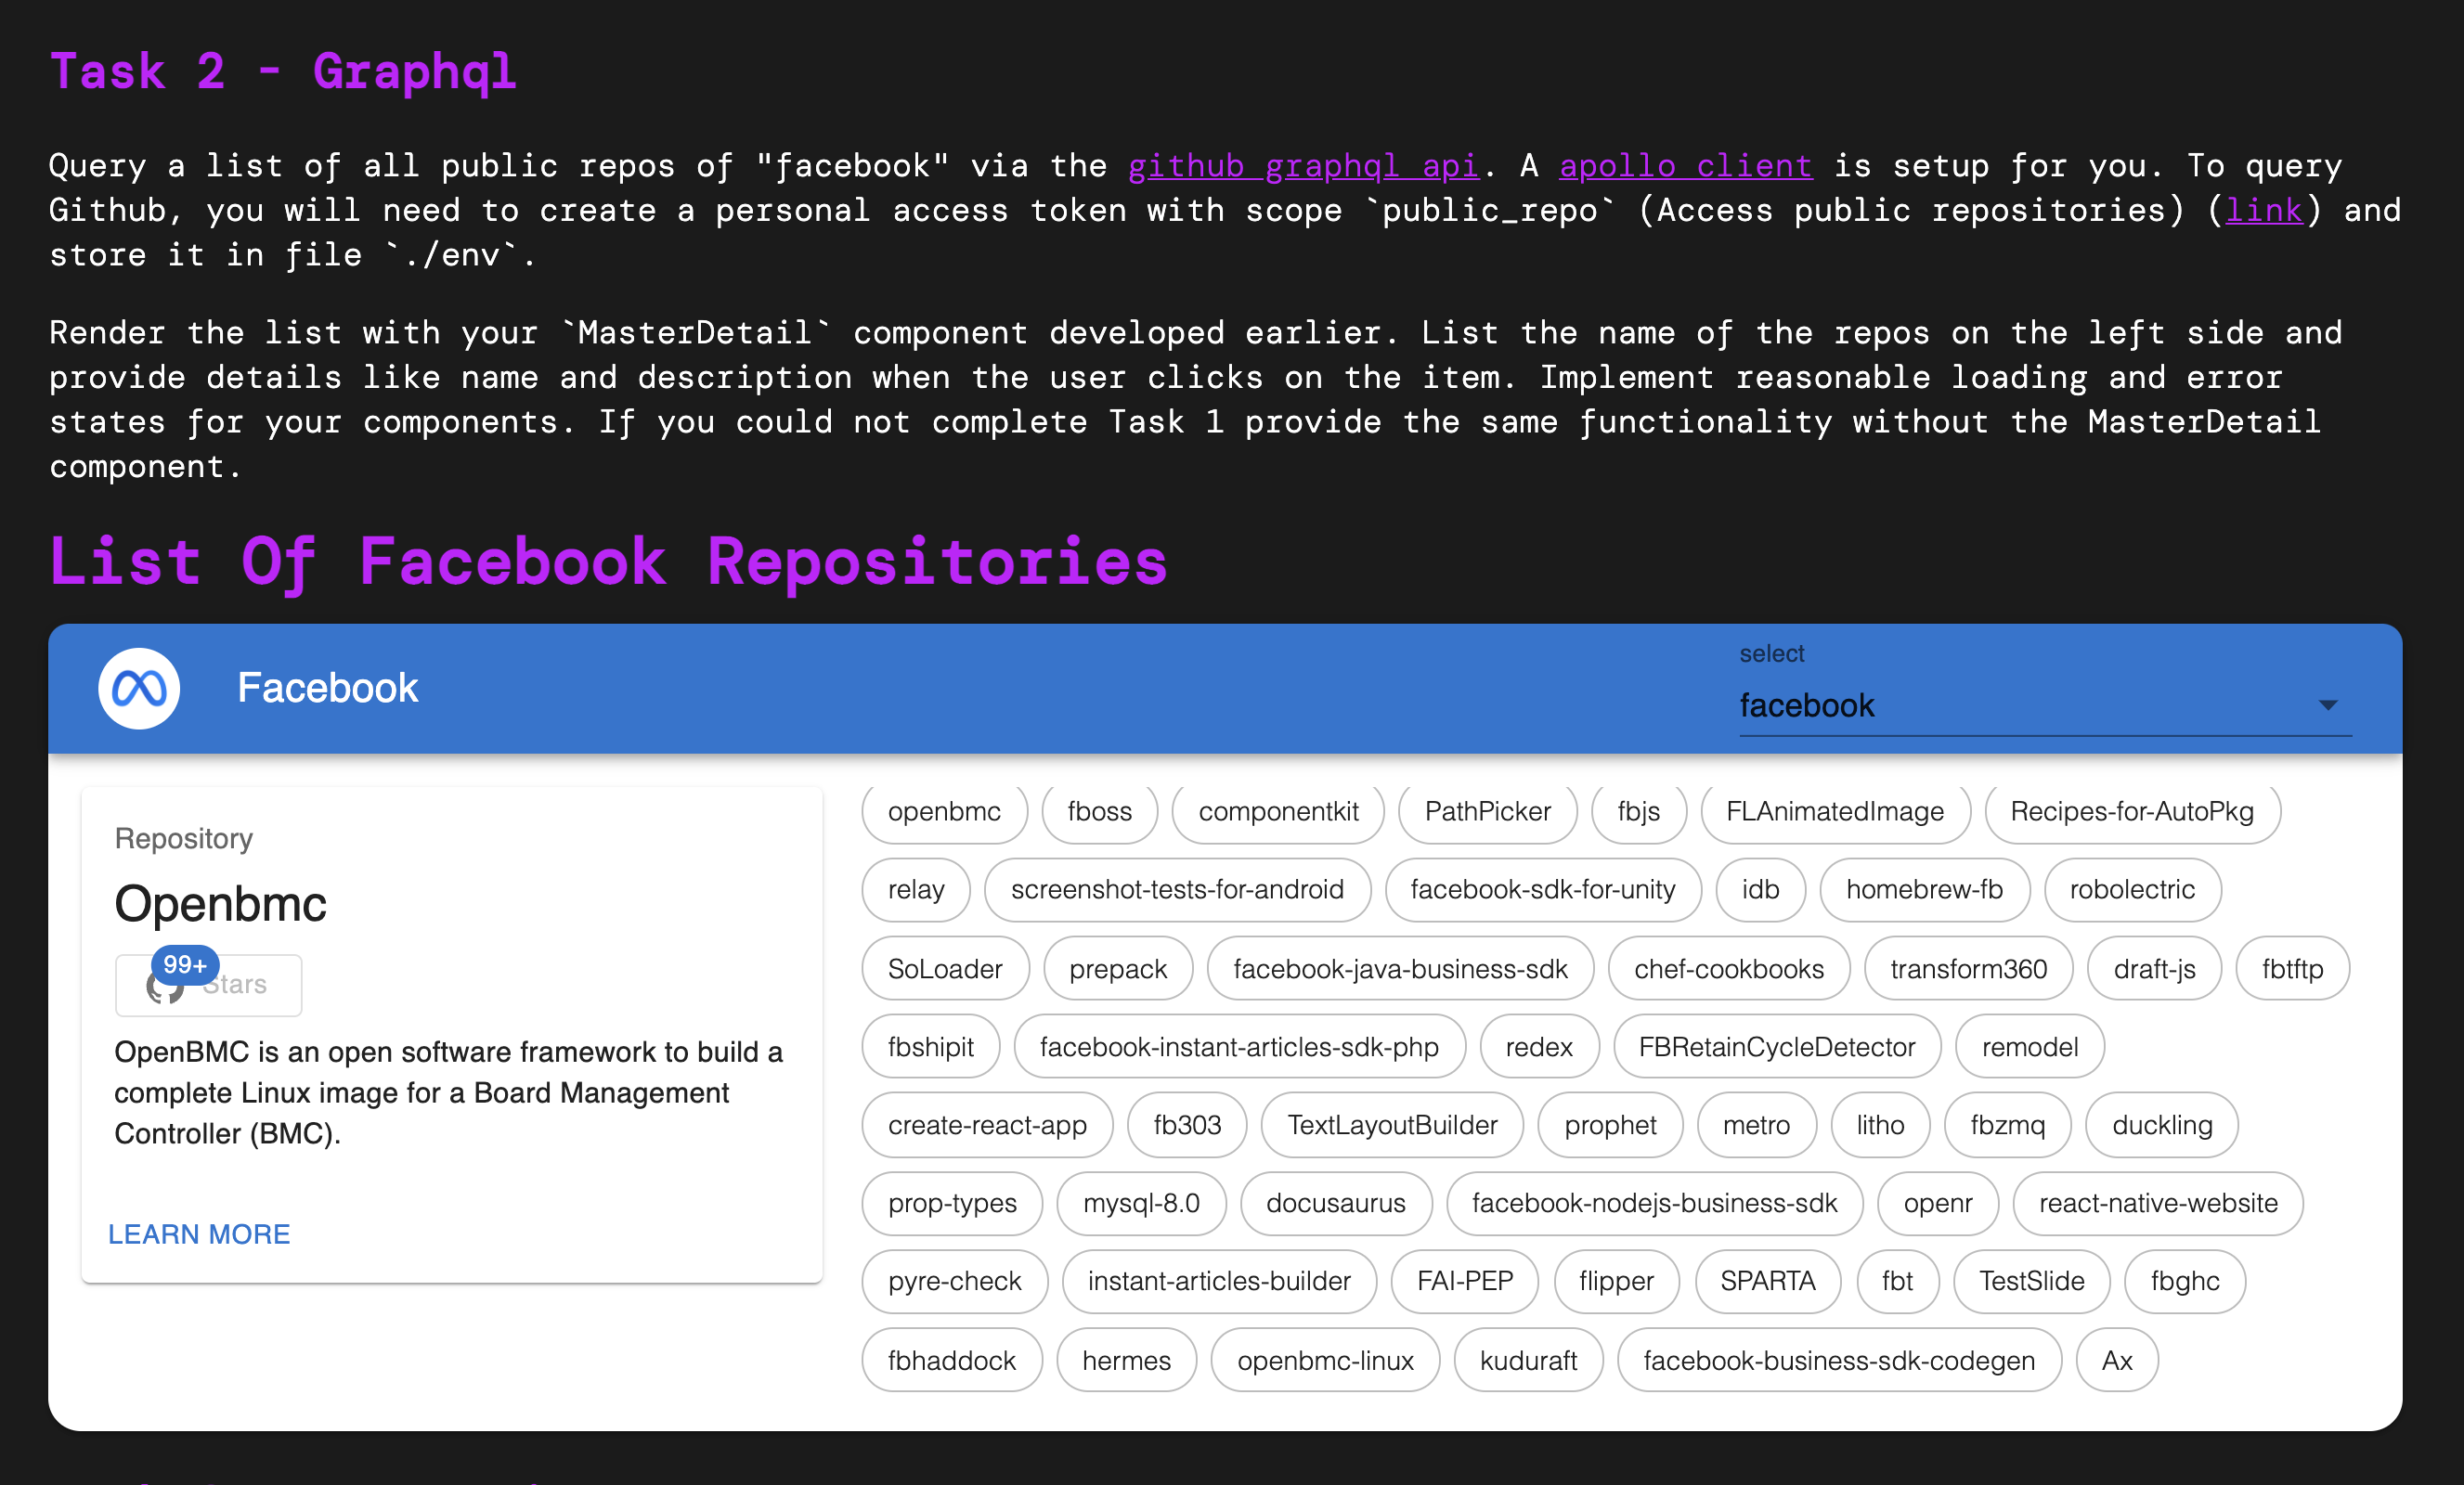 Task 2 - Graphql
Query a list of all public repos of "facebook" via the github graphql api. A apollo client is setup for you. To query
Github, you will need to create a personal access token with scope `public_repo` (Access public repositories) (link) and
store it in file `./env`.
Render the list with your `MasterDetail` component developed earlier. List the name of the repos on the left side and
provide details like name and description when the user clicks on the item. Implement reasonable loading and error
states for your components. If you could not complete Task 1 provide the same functionality without the MasterDetail
component.
List Of Facebook Repositories
Facebook
select
facebook
Repository
Openbmc
99+
Stars
OpenBMC is an open software framework to build a
complete Linux image for a Board Management
Controller (BMC).
LEARN MORE
openbmc fboss componentkit PathPicker fbjs FLAnimatedImage Recipes-for-AutoPkg
relay screenshot-tests-for-android facebook-sdk-for-unity idb homebrew-fb robolectric
SoLoader prepack facebook-java-business-sdk chef-cookbooks transform360 draft-js fbtftp
fbshipit facebook-instant-articles-sdk-php redex FBRetainCycleDetector remodel
create-react-app fb303 TextLayoutBuilder prophet metro litho fbzmq duckling
prop-types mysql-8.0 docusaurus facebook-nodejs-business-sdk openr react-native-website
pyre-check instant-articles-builder FAI-PEP flipper SPARTA fbt TestSlide fbghc
fbhaddock hermes openbmc-linux kuduraft facebook-business-sdk-codegen Ax